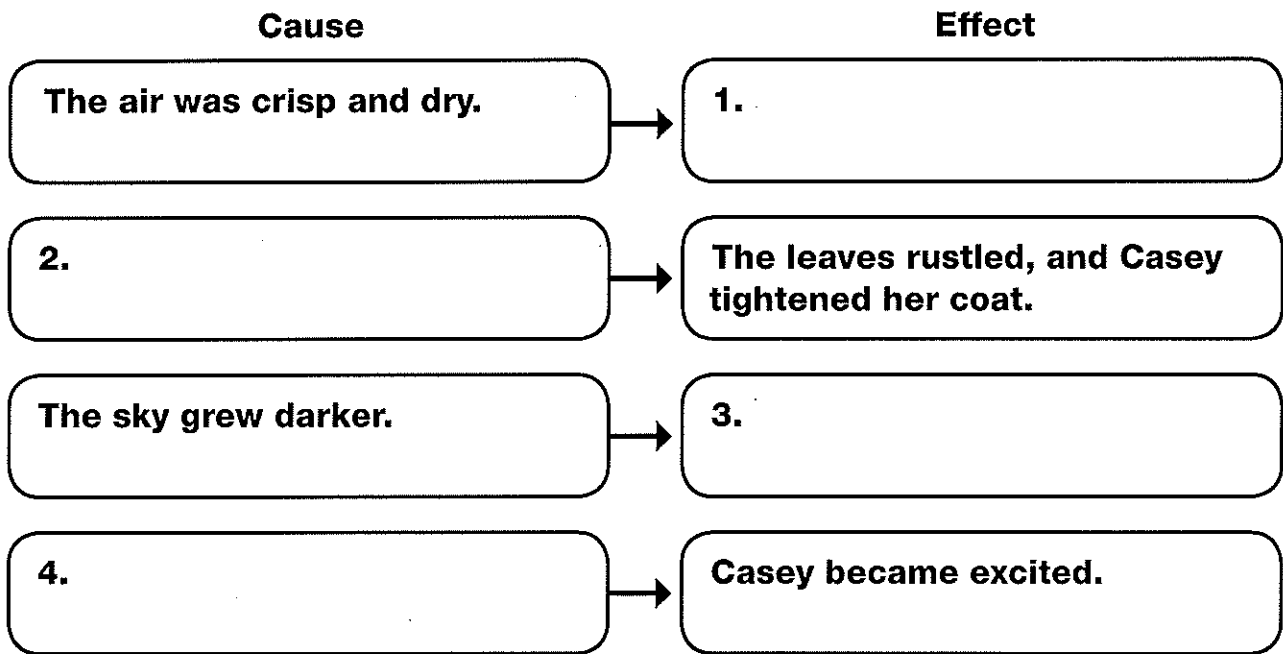 Cause Effect
The air was crisp and dry. 1.
2. The leaves rustled, and Casey
tightened her coat.
The sky grew darker. 3.
4. Casey became excited.